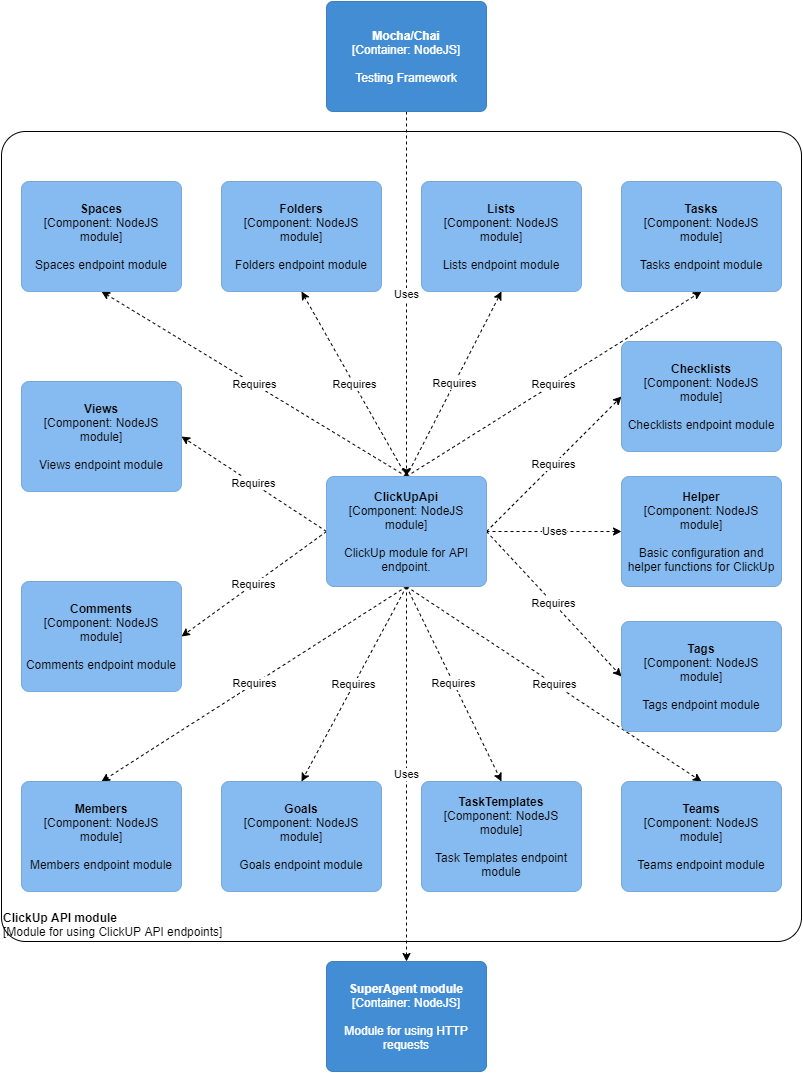 Mocha/Chai
[Container: NodeJS]
Testing Framework
Spaces
[Component: NodeJS
module]
Spaces endpoint module
Folders
[Component: NodeJS
module]
Folders endpoint module
Lists
[Component: NodeJS
module]
Lists endpoint module
Tasks
[Component: NodeJS
module]
Tasks endpoint module
Uses
Requires
Requires
Requires
Requires
Checklists
[Component: NodeJS
module]
Checklists endpoint module
Views
[Component: NodeJS
module]
Views endpoint module
Requires
Requires
ClickUpApi
[Component: NodeJS
module]
ClickUp module for API
endpoint.
Uses
Helper
[Component: NodeJS
module]
Basic configuration and
helper functions for ClickUp
Requires
Requires
Comments
[Component: NodeJS
module]
Comments endpoint module
Tags
[Component: NodeJS
module]
Tags endpoint module
Requires
Requires
Requires
Requires
Uses
Members
[Component: NodeJS
module]
Members endpoint module
Goals
[Component: NodeJS
module]
Goals endpoint module
TaskTemplates
[Component: NodeJS
module]
Task Templates endpoint
module
Teams
[Component: NodeJS
module]
Teams endpoint module
ClickUp API module
[Module for using ClickUP API endpoints]
SuperAgent module
[Container: NodeJS]
Module for using HTTP
requests